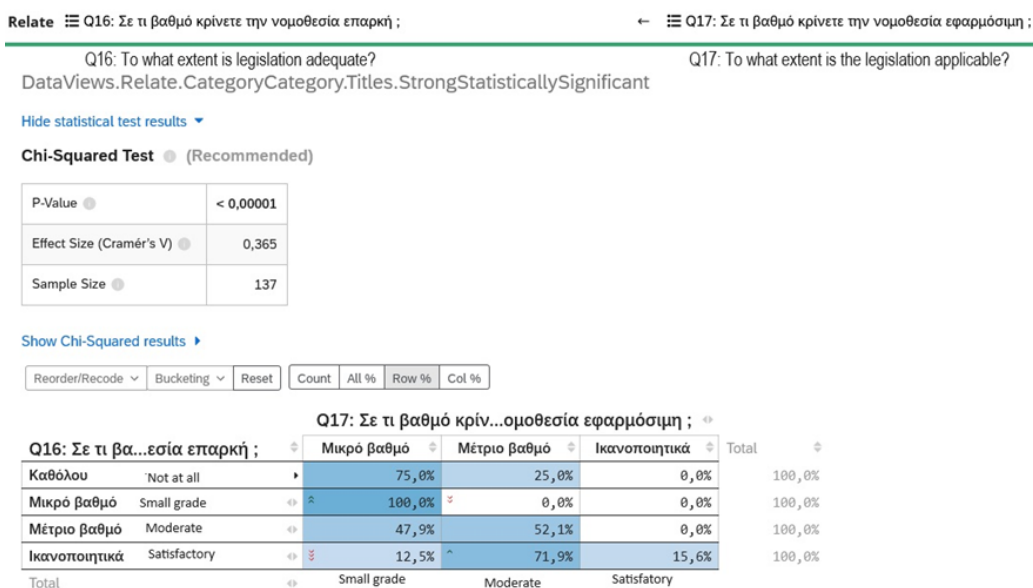 Relate Q16: Σε τι βαθμό κρίνετε την νομοθεσία επαρκή ; ← Q17: Σε τι βαθμό κρίνετε την νομοθεσία εφαρμόσιμη ;
Q16: To what extent is legislation adequate? Q17: To what extent is the legislation applicable?
DataViews.Relate.CategoryCategory.Titles.StrongStatisticallySignificant
Hide statistical test results
Chi-Squared Test (Recommended)
P-Value < 0,00001
Effect Size (Cramér's V) 0,365
Sample Size 137
Show Chi-Squared results
Reorder/Recode Bucketing Reset Count All % Row % Col %
Q17: Σε τι βαθμό κρίν...ομοθεσία εφαρμόσιμη ;
Q16: Σε τι βα...εσία επαρκή ; Μικρό βαθμό Μέτριο βαθμό Ικανοποιητικά Total
Καθόλου Not at all 75,0% 25,0% 0,0% 100,0%
Μικρό βαθμό Small grade 100,0% 0,0% 0,0% 100,0%
Μέτριο βαθμό Moderate 47,9% 52,1% 0,0% 100,0%
Ικανοποιητικά Satisfactory 12,5% 71,9% 15,6% 100,0%
Total Small grade Moderate Satisfatory